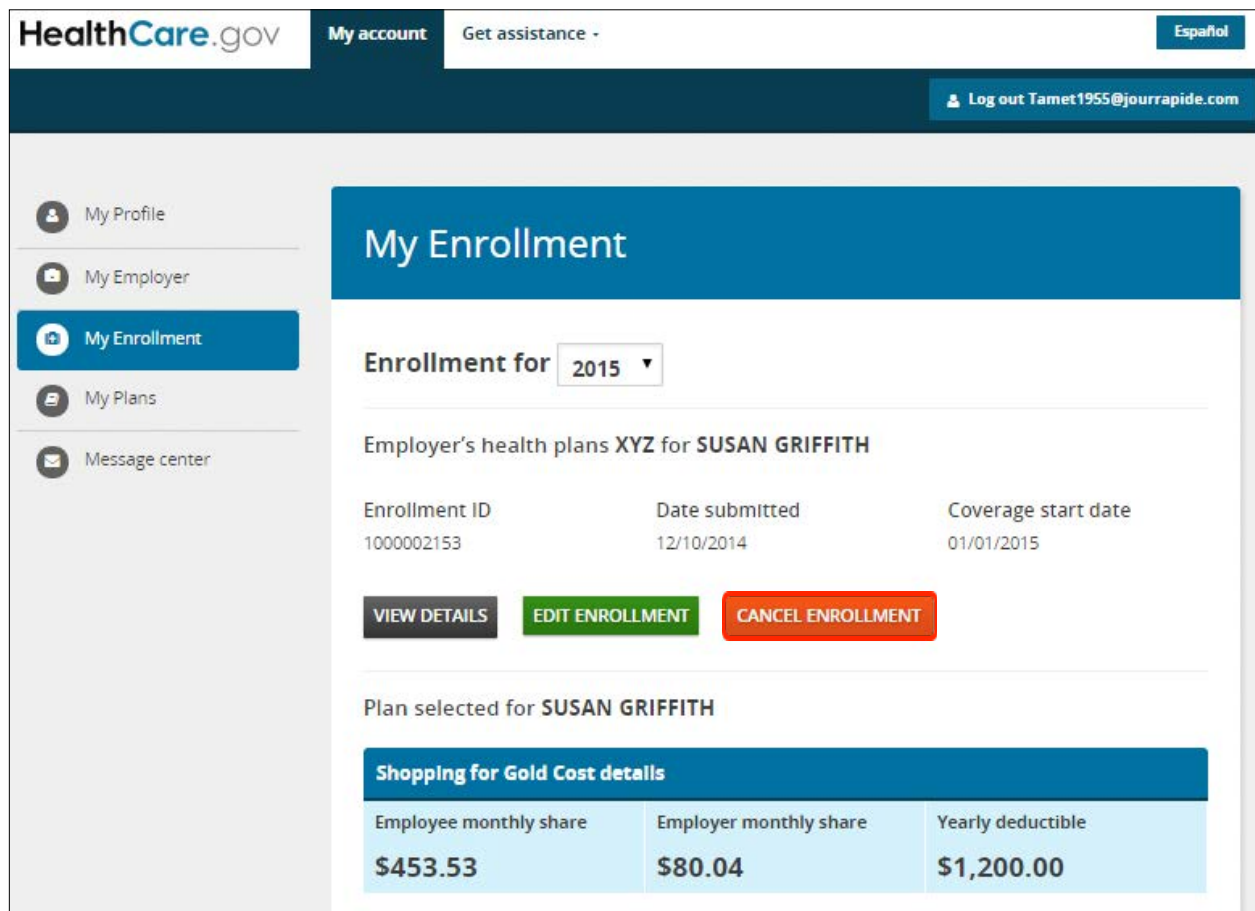 HealthCare.gov
My account
Get assistance -
Español
Log out Tamet1955@jourrapide.com
My Profile
My Employer
My Enrollment
My Plans
Message center
My Enrollment
Enrollment for 2015
Employer's health plans XYZ for SUSAN GRIFFITH
Enrollment ID Date submitted Coverage start date
1000002153 12/10/2014 01/01/2015
VIEW DETAILS EDIT ENROLLMENT CANCEL ENROLLMENT
Plan selected for SUSAN GRIFFITH
Shopping for Gold Cost details
Employee monthly share Employer monthly share Yearly deductible
$453.53 $80.04 $1,200.00